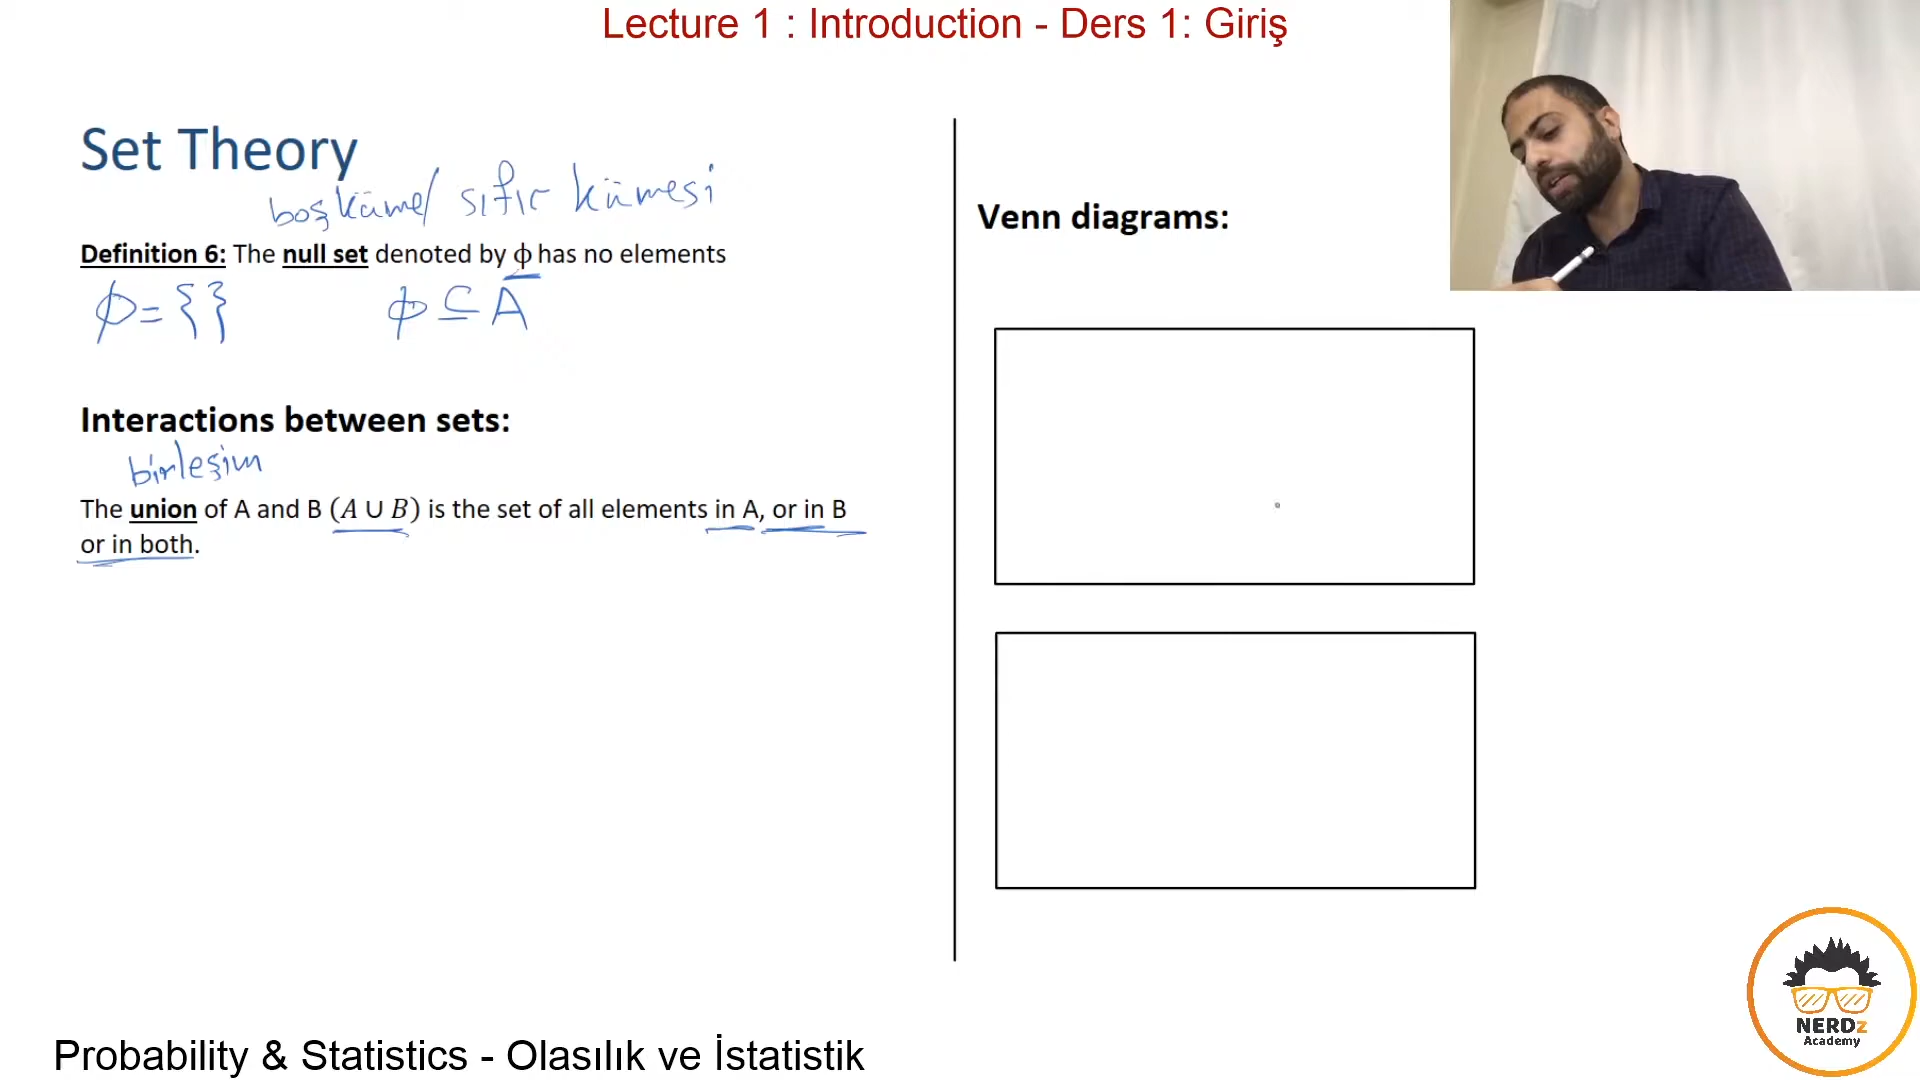 Lecture 1 : Introduction - Ders 1: Giriş
Set Theory
boş küme/ sıfır kümesi
Definition 6: The null set denoted by ϕ has no elements
ϕ = { } ϕ ⊆ A
Interactions between sets:
birleşim
The union of A and B (A ∪ B) is the set of all elements in A, or in B
or in both.
Venn diagrams:
NERDz
Academy
Probability & Statistics - Olasılık ve İstatistik